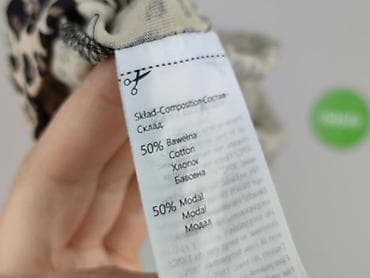 Skład-Composition-Состав-
Склад:
50% Bawełna
Cotton
Хлопок
Бавовна
50% Modal
Modal
Модал